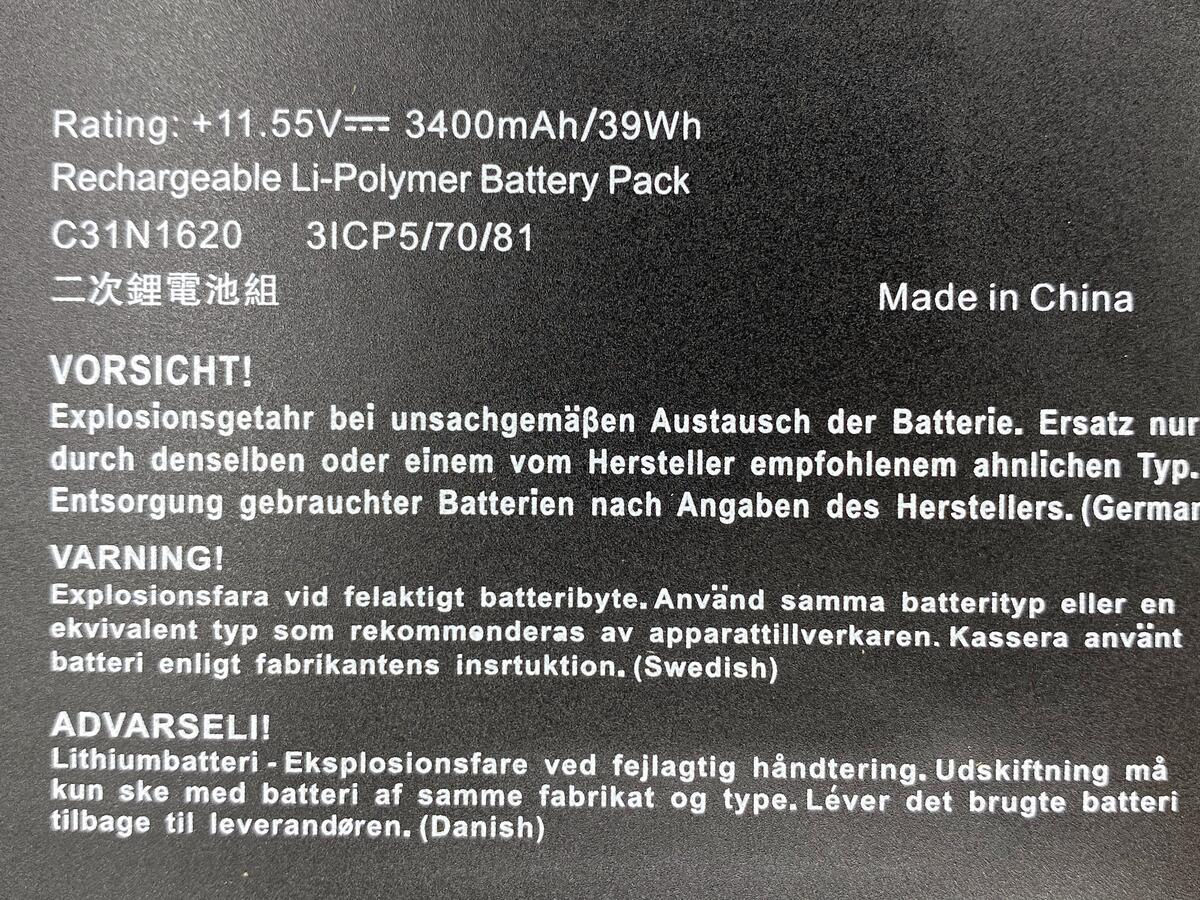 Rating: +11.55V⎓ 3400mAh/39Wh
Rechargeable Li-Polymer Battery Pack
C31N1620 3ICP5/70/81
二次鋰電池組
Made in China
VORSICHT!
Explosionsgetahr bei unsachgemäβen Austausch der Batterie. Ersatz nur
durch denselben oder einem vom Hersteller empfohlenem ahnlichen Typ.
Entsorgung gebrauchter Batterien nach Angaben des Herstellers. (German
VARNING!
Explosionsfara vid felaktigt batteribyte. Använd samma batterityp eller en
ekvivalent typ som rekommenderas av apparattillverkaren. Kassera använt
batteri enligt fabrikantens insrtuktion. (Swedish)
ADVARSELI!
Lithiumbatteri - Eksplosionsfare ved fejlagtig håndtering. Udskiftning må
kun ske med batteri af samme fabrikat og type. Léver det brugte batteri
tilbage til leverandøren. (Danish)